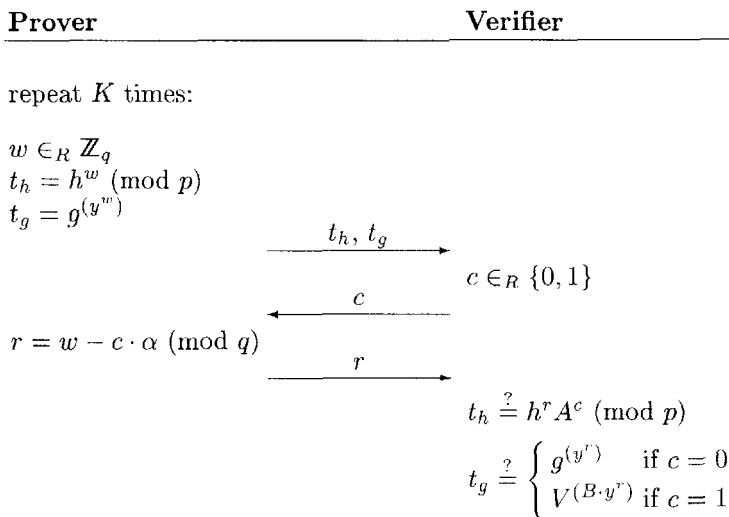 Prover Verifier
repeat K times:
w ∈_R ℤ_q
t_h = h^w (mod p)
t_g = g^(y^w)
t_h, t_g
c ∈_R {0, 1}
c
r = w − c · α (mod q)
r
t_h ≟ h^r A^c (mod p)
t_g ≟ { g^(y^r) if c = 0
V^(B·y^r) if c = 1